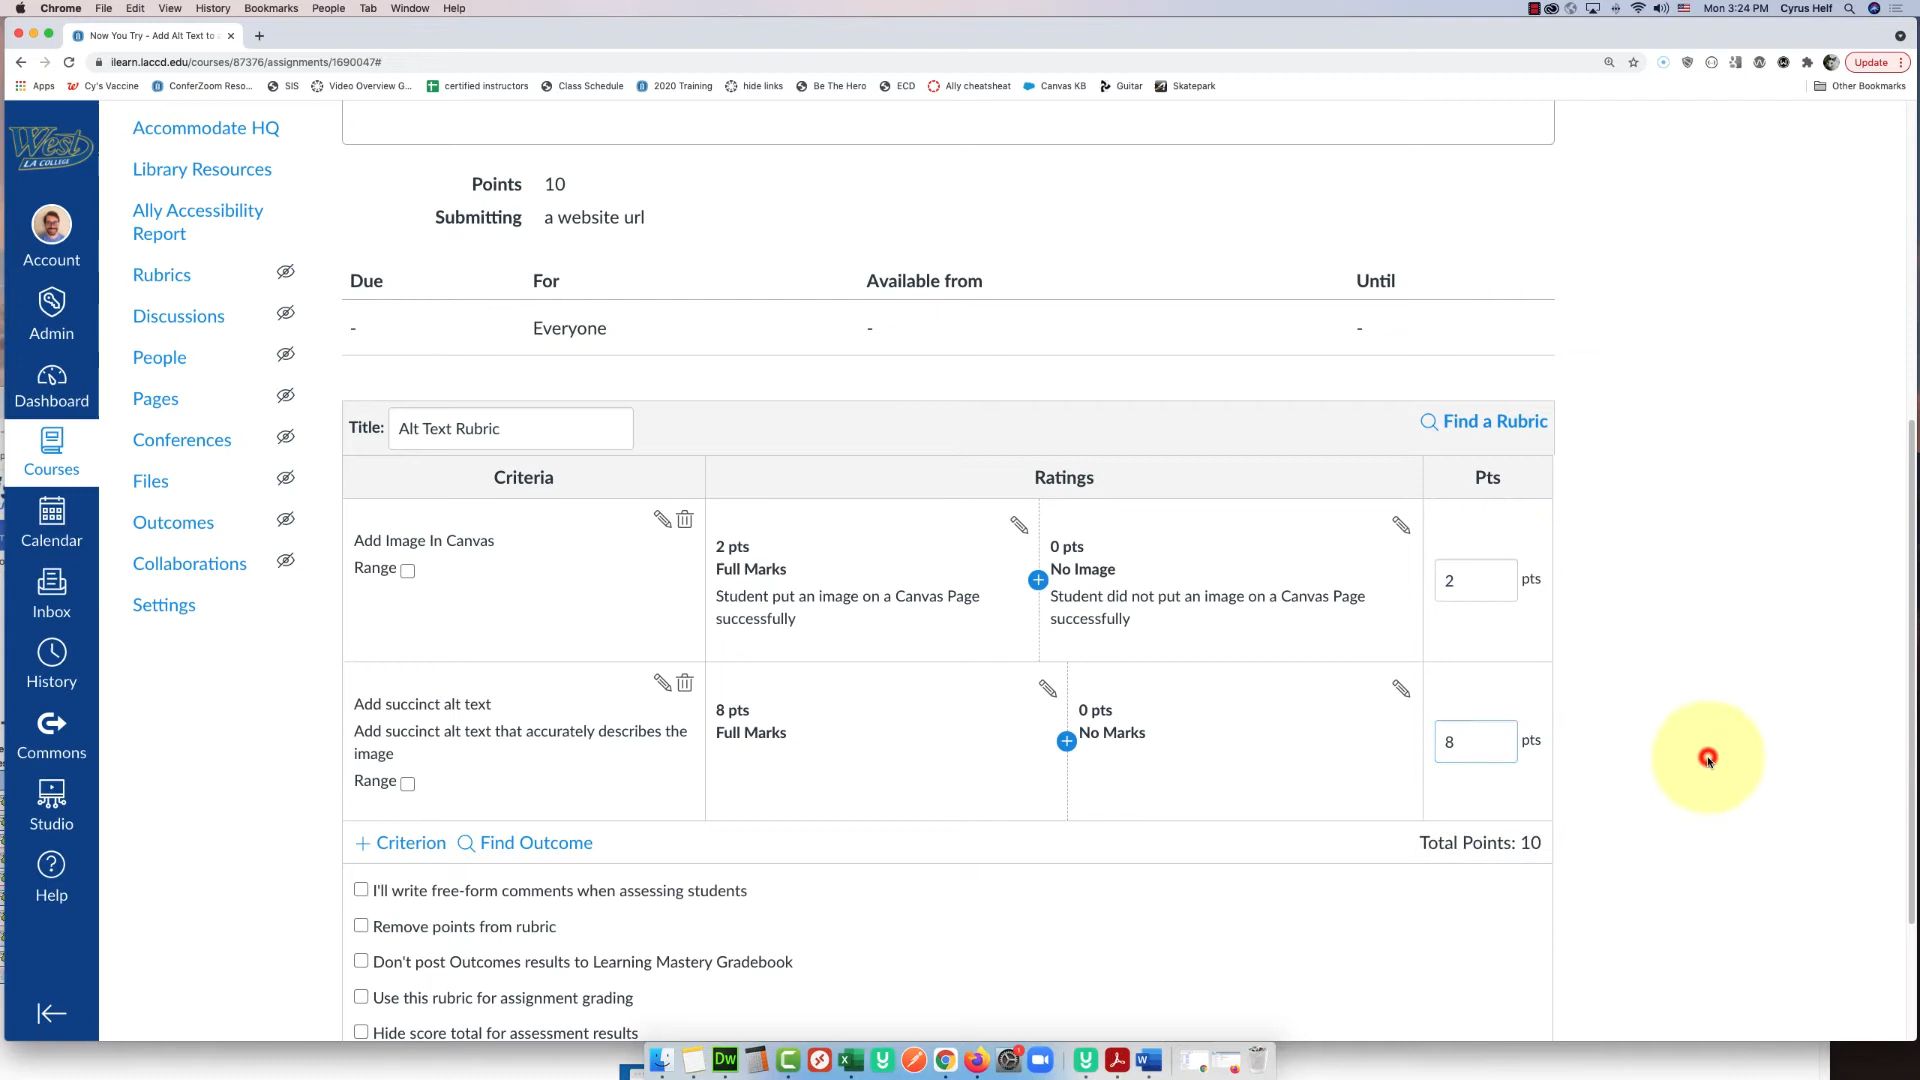 Chrome File Edit View History Bookmarks People Tab Window Help
Mon 3:24 PM Cyrus Helf
Now You Try - Add Alt Text to
ilearn.laccd.edu/courses/87376/assignments/1690047#
Update
Apps Cy's Vaccine ConferZoom Reso... SIS Video Overview G... certified instructors Class Schedule 2020 Training hide links Be The Hero ECD Ally cheatsheet Canvas KB Guitar Skatepark Other Bookmarks
West
LA COLLEGE
Account
Admin
Dashboard
Courses
Calendar
Inbox
History
Commons
Studio
Help
Accommodate HQ
Library Resources
Ally Accessibility
Report
Rubrics
Discussions
People
Pages
Conferences
Files
Outcomes
Collaborations
Settings
Points 10
Submitting a website url
Due For Available from Until
- Everyone - -
Title: Alt Text Rubric
Find a Rubric
Criteria Ratings Pts
Add Image In Canvas
Range
2 pts
Full Marks
Student put an image on a Canvas Page
successfully
0 pts
No Image
Student did not put an image on a Canvas Page
successfully
2 pts
Add succinct alt text
Add succinct alt text that accurately describes the
image
Range
8 pts
Full Marks
0 pts
No Marks
8 pts
+ Criterion Find Outcome
Total Points: 10
I'll write free-form comments when assessing students
Remove points from rubric
Don't post Outcomes results to Learning Mastery Gradebook
Use this rubric for assignment grading
Hide score total for assessment results
Dw